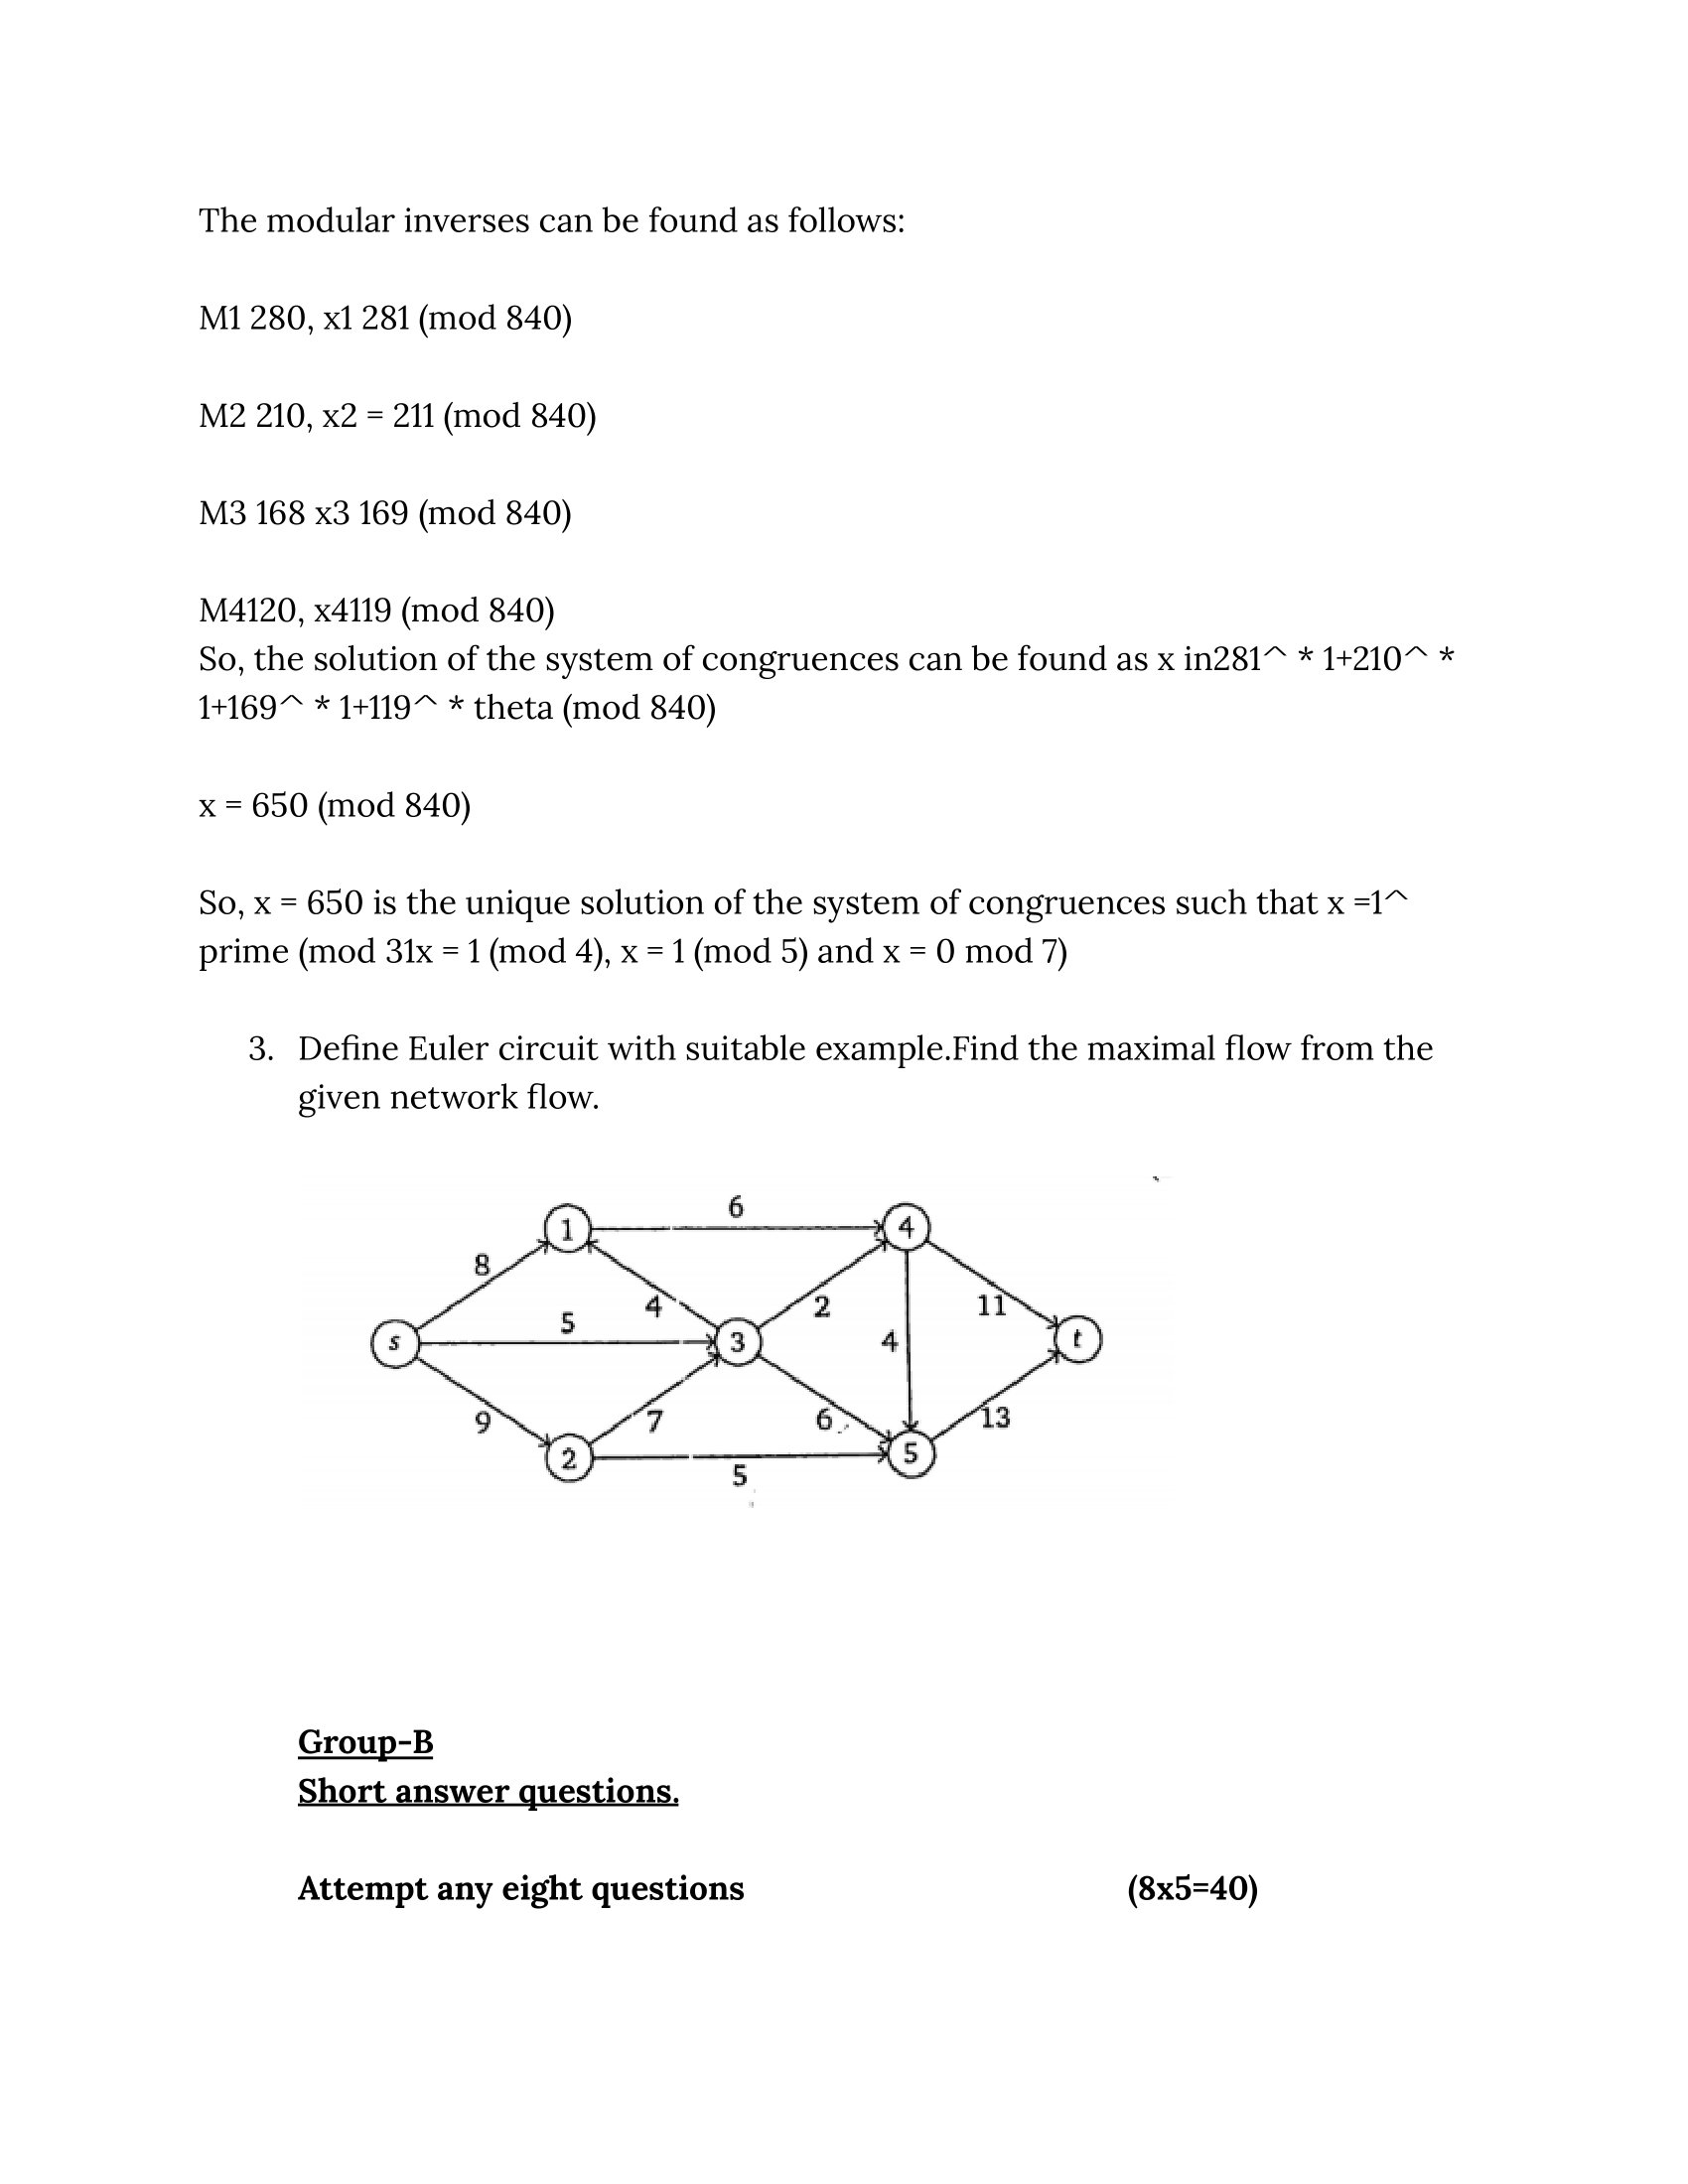 The modular inverses can be found as follows:
M1 280, x1 281 (mod 840)
M2 210, x2 = 211 (mod 840)
M3 168 x3 169 (mod 840)
M4120, x4119 (mod 840)
So, the solution of the system of congruences can be found as x in281^ * 1+210^ *
1+169^ * 1+119^ * theta (mod 840)
x = 650 (mod 840)
So, x = 650 is the unique solution of the system of congruences such that x =1^
prime (mod 31x = 1 (mod 4), x = 1 (mod 5) and x = 0 mod 7)
3. Define Euler circuit with suitable example.Find the maximal flow from the
given network flow.
6
1
4
8
4
2
11
5
s
3
4
t
9
7
6
13
2
5
5
Group-B
Short answer questions.
Attempt any eight questions (8x5=40)